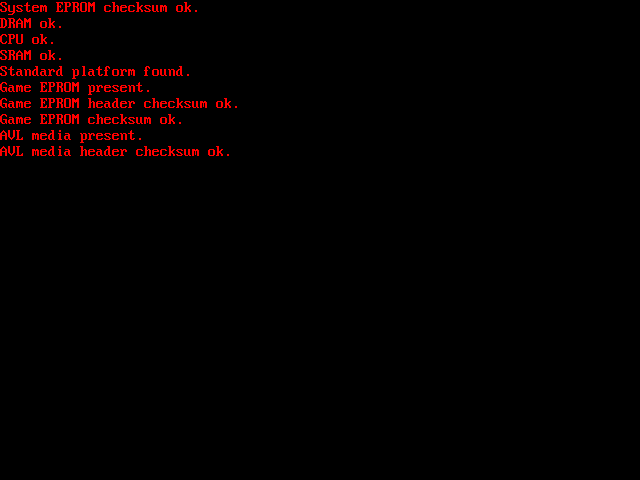 System EPROM checksum ok.
DRAM ok.
CPU ok.
SRAM ok.
Standard platform found.
Game EPROM present.
Game EPROM header checksum ok.
Game EPROM checksum ok.
AVL media present.
AVL media header checksum ok.